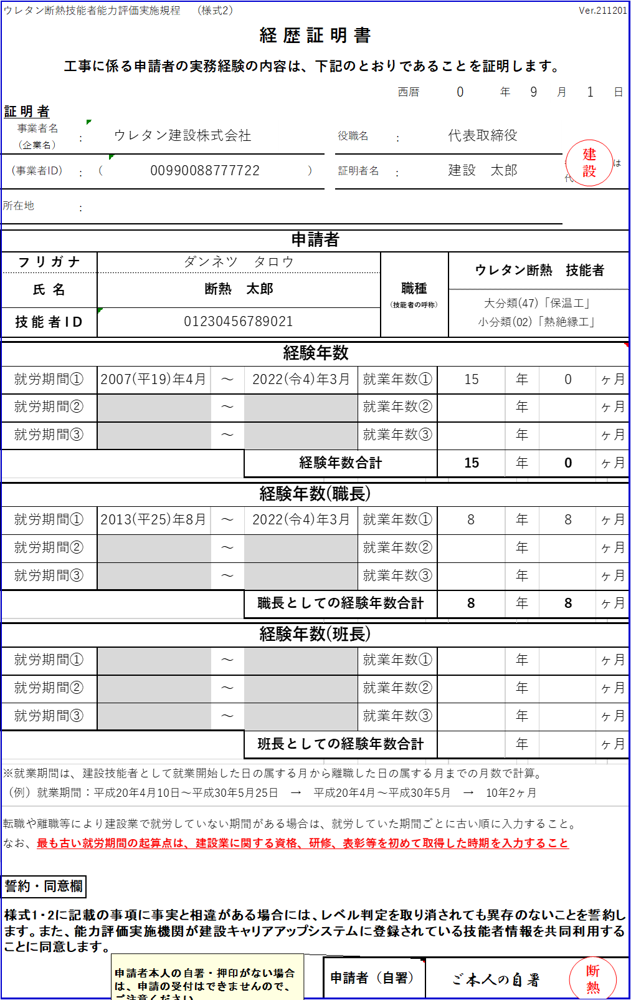 ウレタン断熱技能者能力評価実施規程　（様式2）　Ver.211201
経 歴 証 明 書
工事に係る申請者の実務経験の内容は、下記のとおりであることを証明します。
西暦　0　年　9　月　1　日
証 明 者
事業者名（企業名）　：　ウレタン建設株式会社　役職名　：　代表取締役
（事業者ID）　：　（　00990088777722　）　証明者名　：　建設　太郎
建設
は
代
所在地　：
申請者
フ リ ガ ナ　ダンネツ　タロウ
氏 名　断熱　太郎
技 能 者 I D　01230456789021
職種
（技能者の呼称）
ウレタン断熱　技能者
大分類(47)「保温工」
小分類(02)「熱絶縁工」
経験年数
就労期間①　2007(平19)年4月　～　2022(令4)年3月　就業年数①　15　年　0　ヶ月
就労期間②　～　就業年数②　年　ヶ月
就労期間③　～　就業年数③　年　ヶ月
経験年数合計　15　年　0　ヶ月
経験年数(職長)
就労期間①　2013(平25)年8月　～　2022(令4)年3月　就業年数①　8　年　8　ヶ月
就労期間②　～　就業年数②　年　ヶ月
就労期間③　～　就業年数③　年　ヶ月
職長としての経験年数合計　8　年　8　ヶ月
経験年数(班長)
就労期間①　～　就業年数①　年　ヶ月
就労期間②　～　就業年数②　年　ヶ月
就労期間③　～　就業年数③　年　ヶ月
班長としての経験年数合計　年　ヶ月
※就業期間は、建設技能者として就業開始した日の属する月から離職した日の属する月までの月数で計算。
（例）就業期間：平成20年4月10日～平成30年5月25日　→　平成20年4月～平成30年5月　→　10年2ヶ月
転職や離職等により建設業で就労していない期間がある場合は、就労していた期間ごとに古い順に入力すること。
なお、最も古い就労期間の起算点は、建設業に関する資格、研修、表彰等を初めて取得した時期を入力すること
誓約・同意欄
様式1・2に記載の事項に事実と相違がある場合には、レベル判定を取り消されても異存のないことを誓約し
ます。また、能力評価実施機関が建設キャリアアップシステムに登録されている技能者情報を共同利用する
ことに同意します。
申請者本人の自署・押印がない場合
は、申請の受付はできませんので、
ご注意ください
申請者（自署）　ご本人の自署　断熱